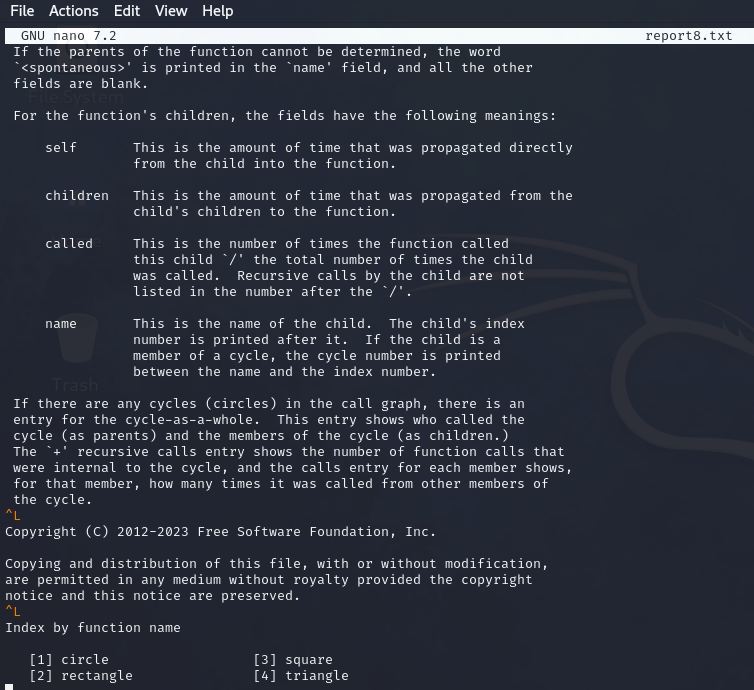 File Actions Edit View Help
GNU nano 7.2 report8.txt
If the parents of the function cannot be determined, the word
`<spontaneous>' is printed in the `name' field, and all the other
fields are blank.
File System
For the function's children, the fields have the following meanings:
self This is the amount of time that was propagated directly
from the child into the function.
children This is the amount of time that was propagated from the
child's children to the function.
called This is the number of times the function called
this child `/' the total number of times the child
was called. Recursive calls by the child are not
listed in the number after the `/'.
name This is the name of the child. The child's index
number is printed after it. If the child is a
member of a cycle, the cycle number is printed
between the name and the index number.
Trash
If there are any cycles (circles) in the call graph, there is an
entry for the cycle-as-a-whole. This entry shows who called the
cycle (as parents) and the members of the cycle (as children.)
The `+' recursive calls entry shows the number of function calls that
were internal to the cycle, and the calls entry for each member shows,
for that member, how many times it was called from other members of
the cycle.
^L
Copyright (C) 2012-2023 Free Software Foundation, Inc.
Copying and distribution of this file, with or without modification,
are permitted in any medium without royalty provided the copyright
notice and this notice are preserved.
^L
Index by function name
[1] circle [3] square
[2] rectangle [4] triangle